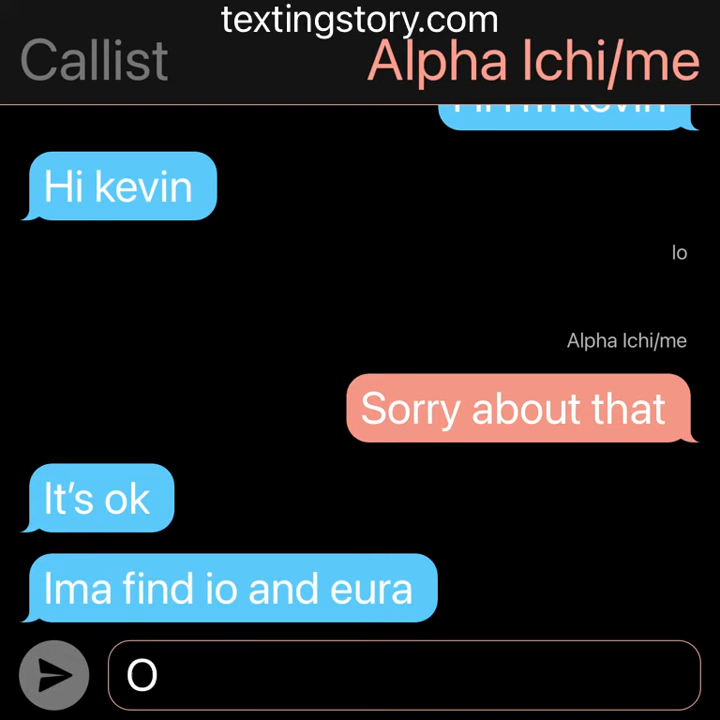 textingstory.com
Callist
Alpha Ichi/me
Hi kevin
Io
Alpha Ichi/me
Sorry about that
It’s ok
Ima find io and eura
O